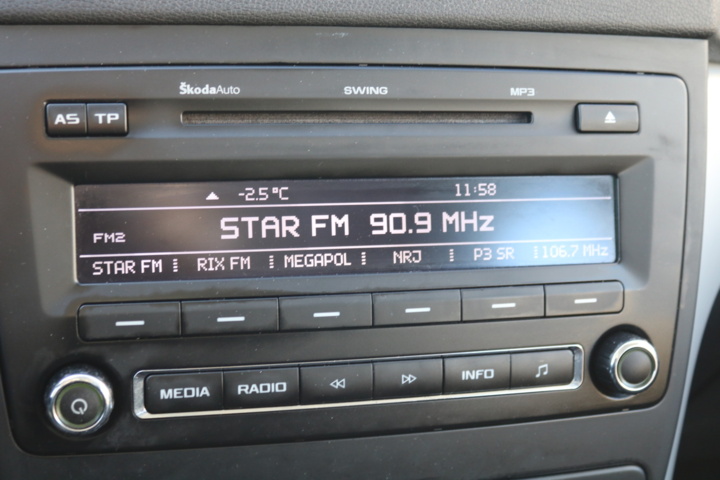 ŠkodaAuto SWING MP3
AS TP
-2.5°C 11:58
STAR FM 90.9 MHz
FM2
STAR FM RIX FM MEGAPOL NRJ P3 SR 106.7 MHz
MEDIA RADIO INFO